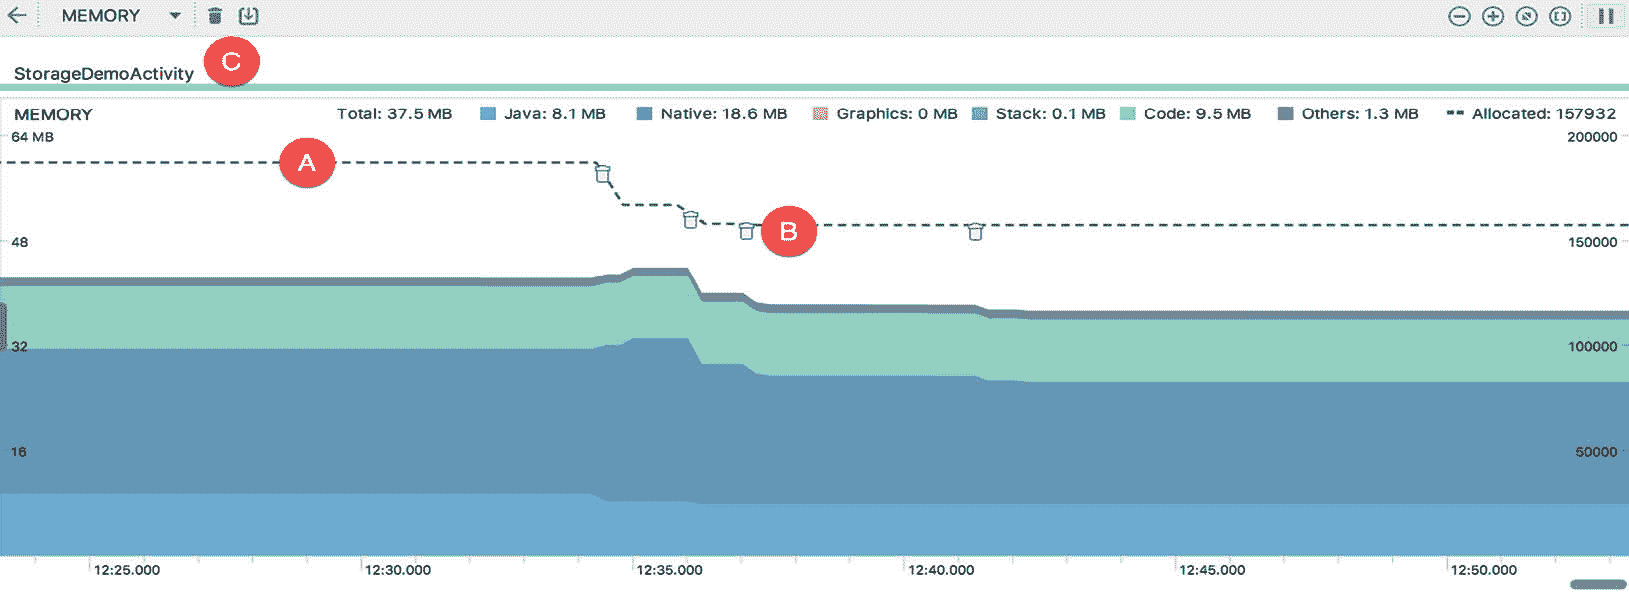 MEMORY
C
StorageDemoActivity
MEMORY Total: 37.5 MB Java: 8.1 MB Native: 18.6 MB Graphics: 0 MB Stack: 0.1 MB Code: 9.5 MB Others: 1.3 MB Allocated: 157932
64 MB 200000
A
B
48 150000
32 100000
16 50000
12:25.000 12:30.000 12:35.000 12:40.000 12:45.000 12:50.000